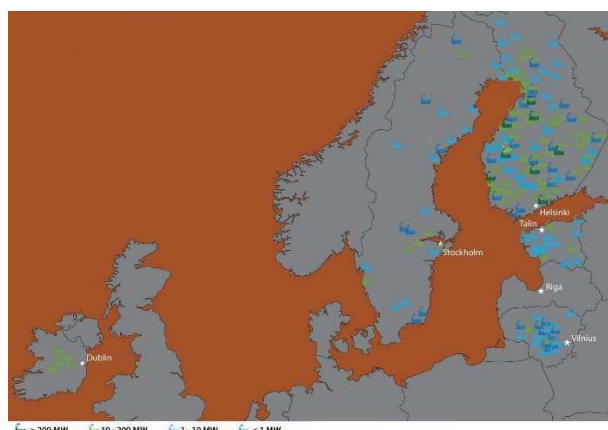 Helsinki
Talin
Stockholm
Riga
Vilnius
Dublin
> 200 MW 10 - 200 MW 1 - 10 MW < 1 MW